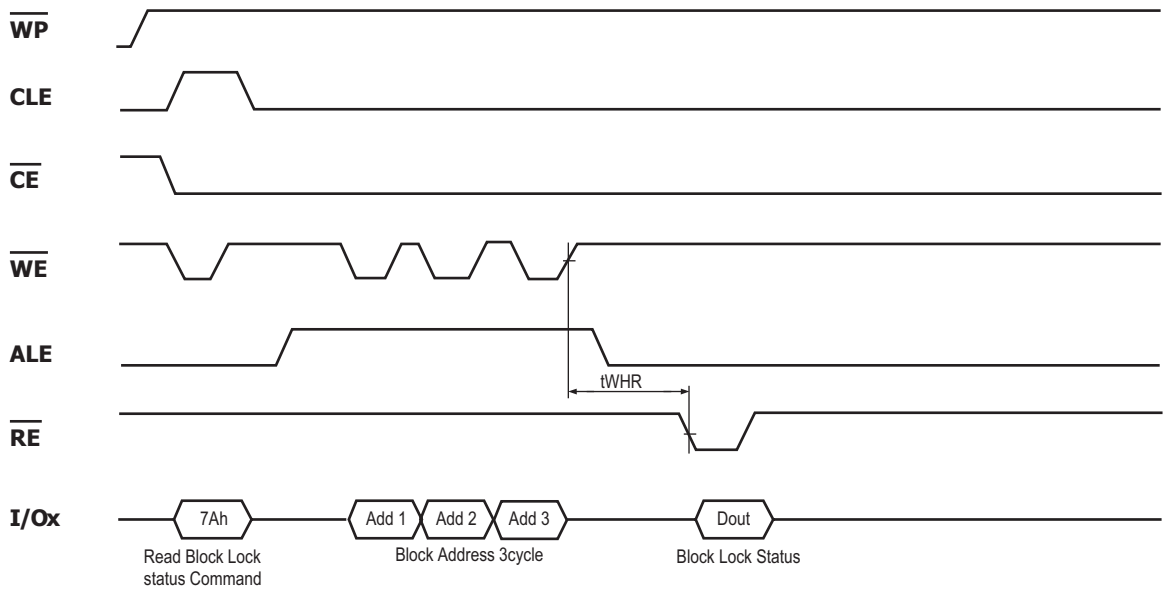 WP
CLE
CE
WE
ALE
tWHR
RE
I/Ox 7Ah Add 1 Add 2 Add 3 Dout
Read Block Lock Block Address 3cycle Block Lock Status
status Command